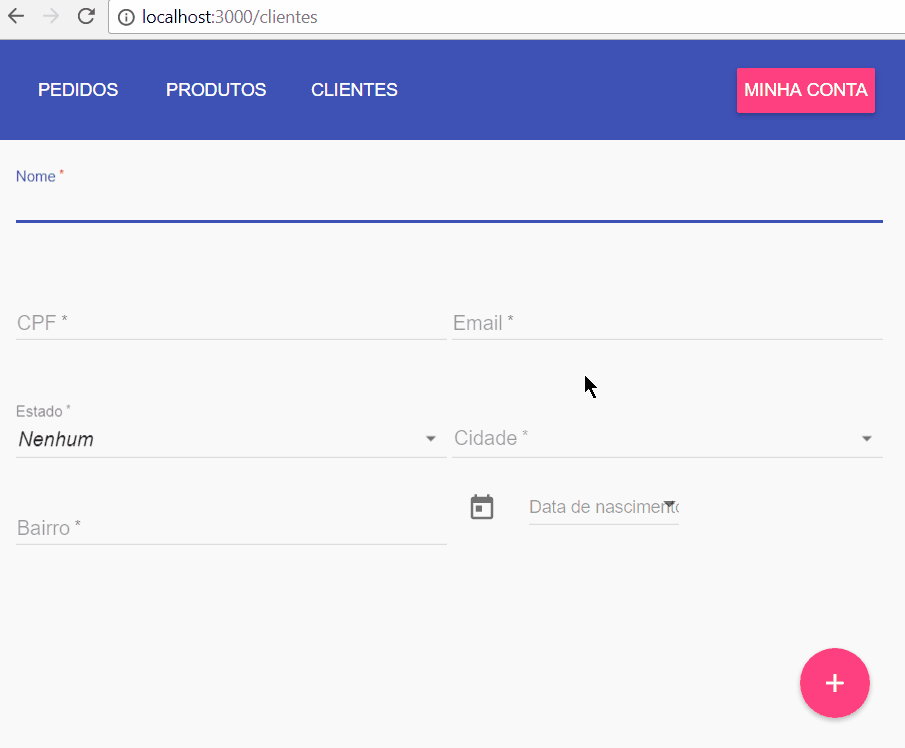 localhost:3000/clientes
PEDIDOS PRODUTOS CLIENTES MINHA CONTA
Nome *
CPF * Email *
Estado *
Nenhum Cidade *
Data de nascimento
Bairro *
+